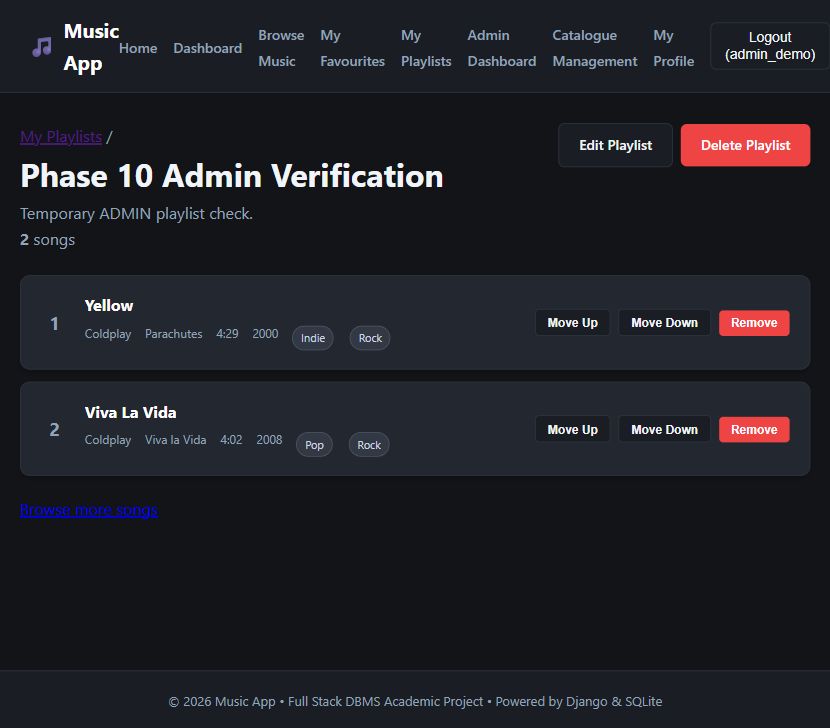 Music App
Home
Dashboard
Browse Music
My Favourites
My Playlists
Admin Dashboard
Catalogue Management
My Profile
Logout (admin_demo)
My Playlists /
Edit Playlist
Delete Playlist
Phase 10 Admin Verification
Temporary ADMIN playlist check.
2 songs
1
Yellow
Coldplay Parachutes 4:29 2000 Indie Rock
Move Up Move Down Remove
2
Viva La Vida
Coldplay Viva la Vida 4:02 2008 Pop Rock
Move Up Move Down Remove
Browse more songs
© 2026 Music App • Full Stack DBMS Academic Project • Powered by Django & SQLite